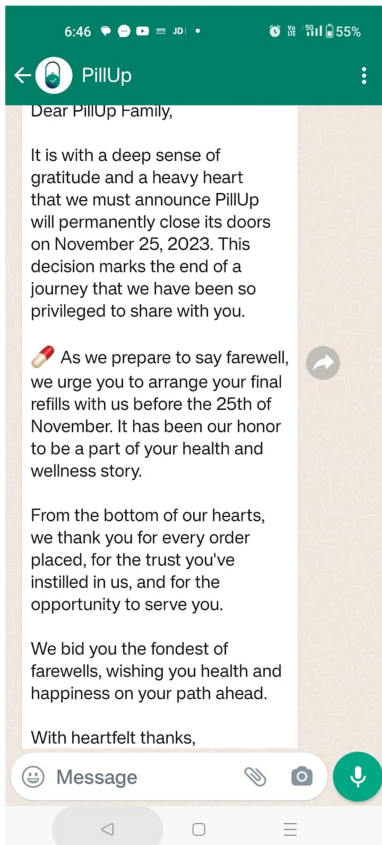 6:46 JD 55%
PillUp
Dear PillUp Family,
It is with a deep sense of
gratitude and a heavy heart
that we must announce PillUp
will permanently close its doors
on November 25, 2023. This
decision marks the end of a
journey that we have been so
privileged to share with you.
As we prepare to say farewell,
we urge you to arrange your final
refills with us before the 25th of
November. It has been our honor
to be a part of your health and
wellness story.
From the bottom of our hearts,
we thank you for every order
placed, for the trust you've
instilled in us, and for the
opportunity to serve you.
We bid you the fondest of
farewells, wishing you health and
happiness on your path ahead.
With heartfelt thanks,
Message